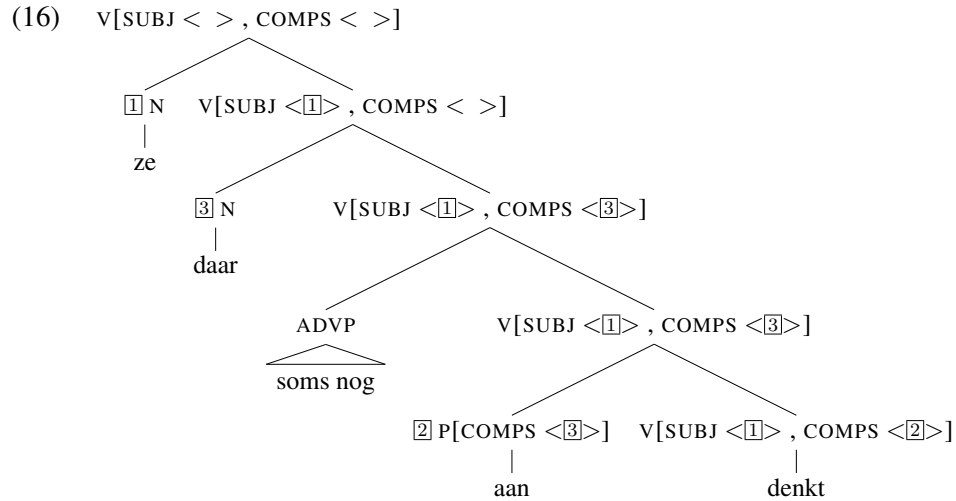 (16) V[SUBJ < > , COMPS < >]
1 N V[SUBJ <1> , COMPS < >]
ze
3 N V[SUBJ <1> , COMPS <3>]
daar
ADVP V[SUBJ <1> , COMPS <3>]
soms nog
2 P[COMPS <3>] V[SUBJ <1> , COMPS <2>]
aan denkt